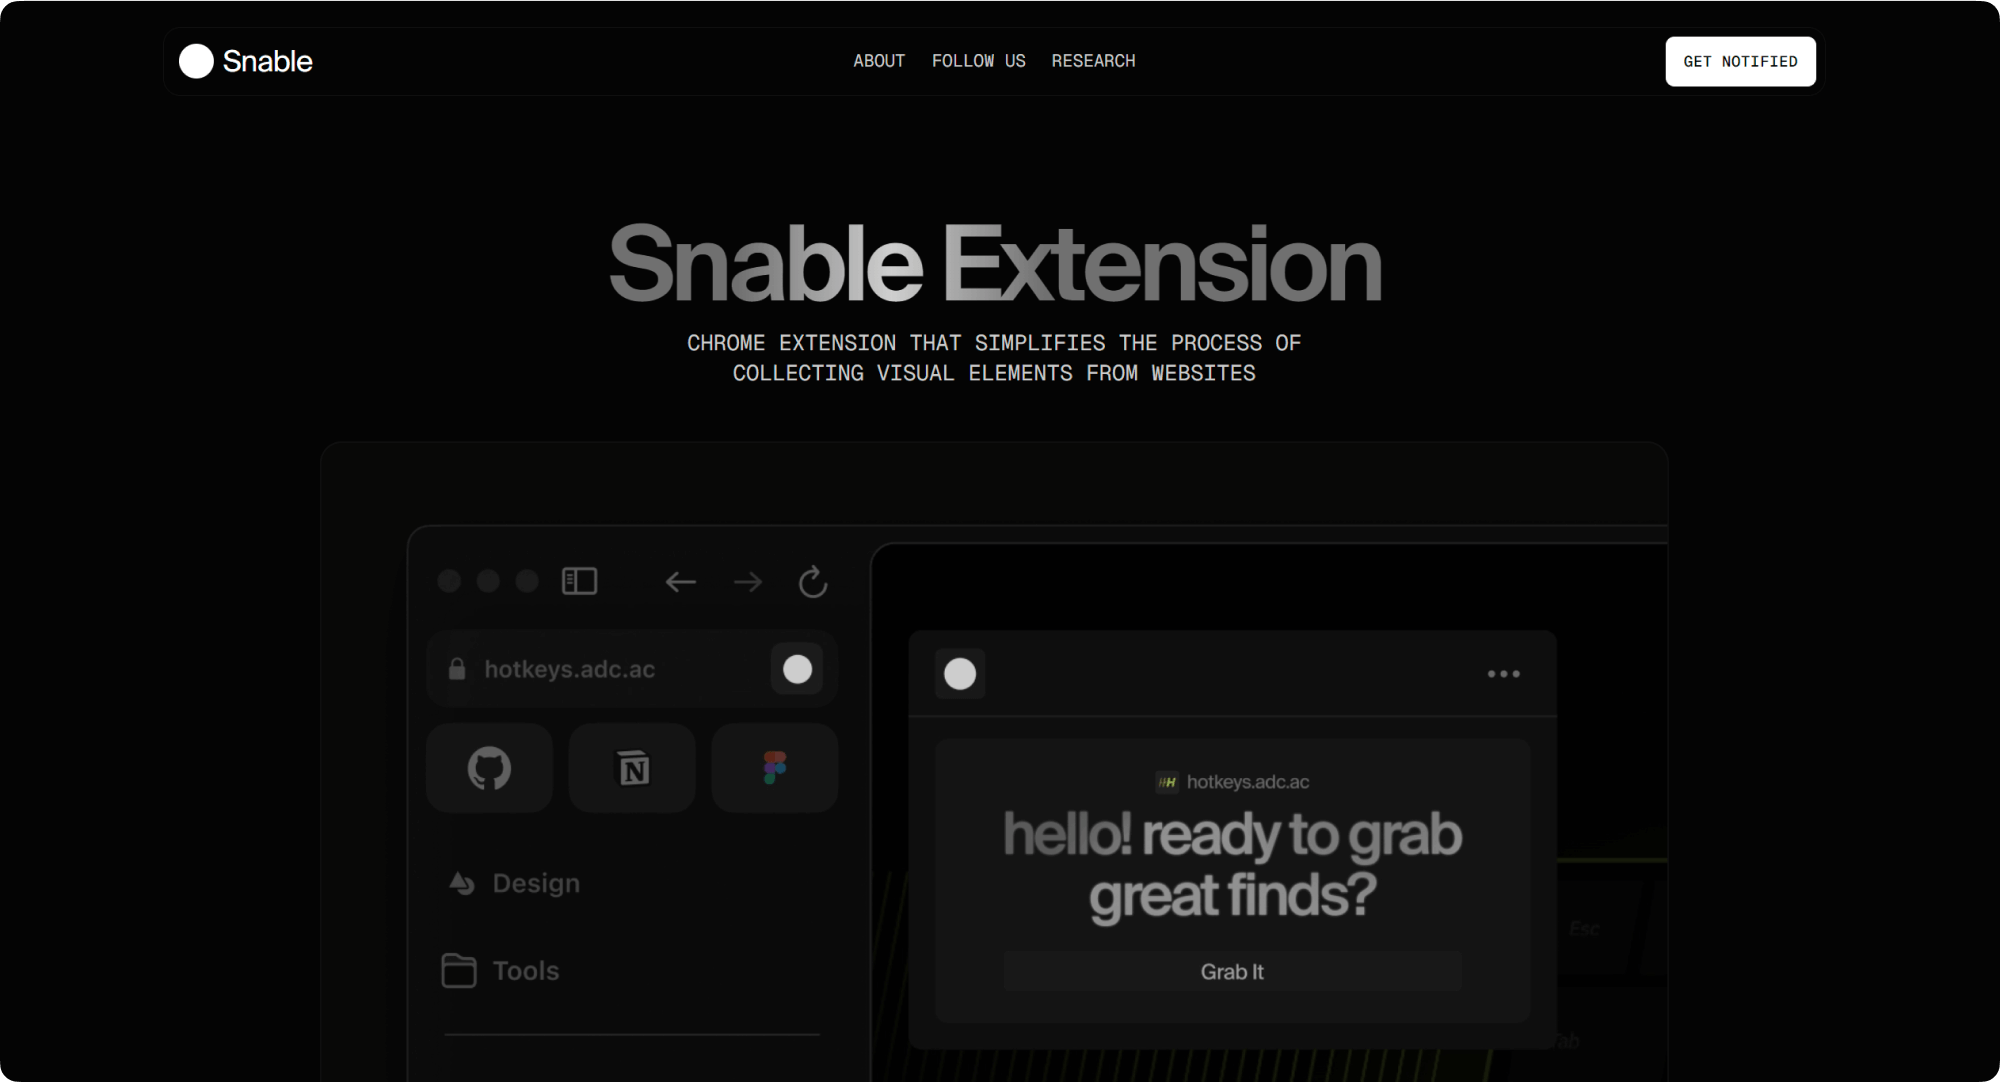 Snable
ABOUT FOLLOW US RESEARCH
GET NOTIFIED
Snable Extension
CHROME EXTENSION THAT SIMPLIFIES THE PROCESS OF
COLLECTING VISUAL ELEMENTS FROM WEBSITES
hotkeys.adc.ac
N
Design
Tools
H hotkeys.adc.ac
hello! ready to grab
great finds?
Grab It
Esc
Tab